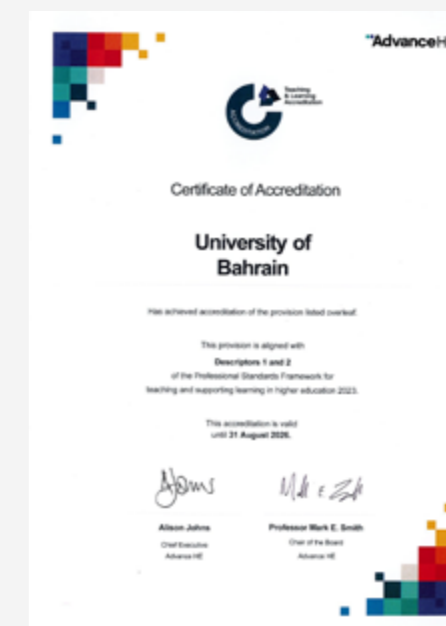 AdvanceH
Teaching
& Learning
Accreditation
ACCREDITATION
Certificate of Accreditation
University of
Bahrain
Has achieved accreditation of the provision listed overleaf.
This provision is aligned with
Descriptors 1 and 2
of the Professional Standards Framework for
teaching and supporting learning in higher education 2023.
This accreditation is valid
until 31 August 2026.
Alison Johns
Professor Mark E. Smith
Chief Executive
Chair of the Board
Advance HE
Advance HE